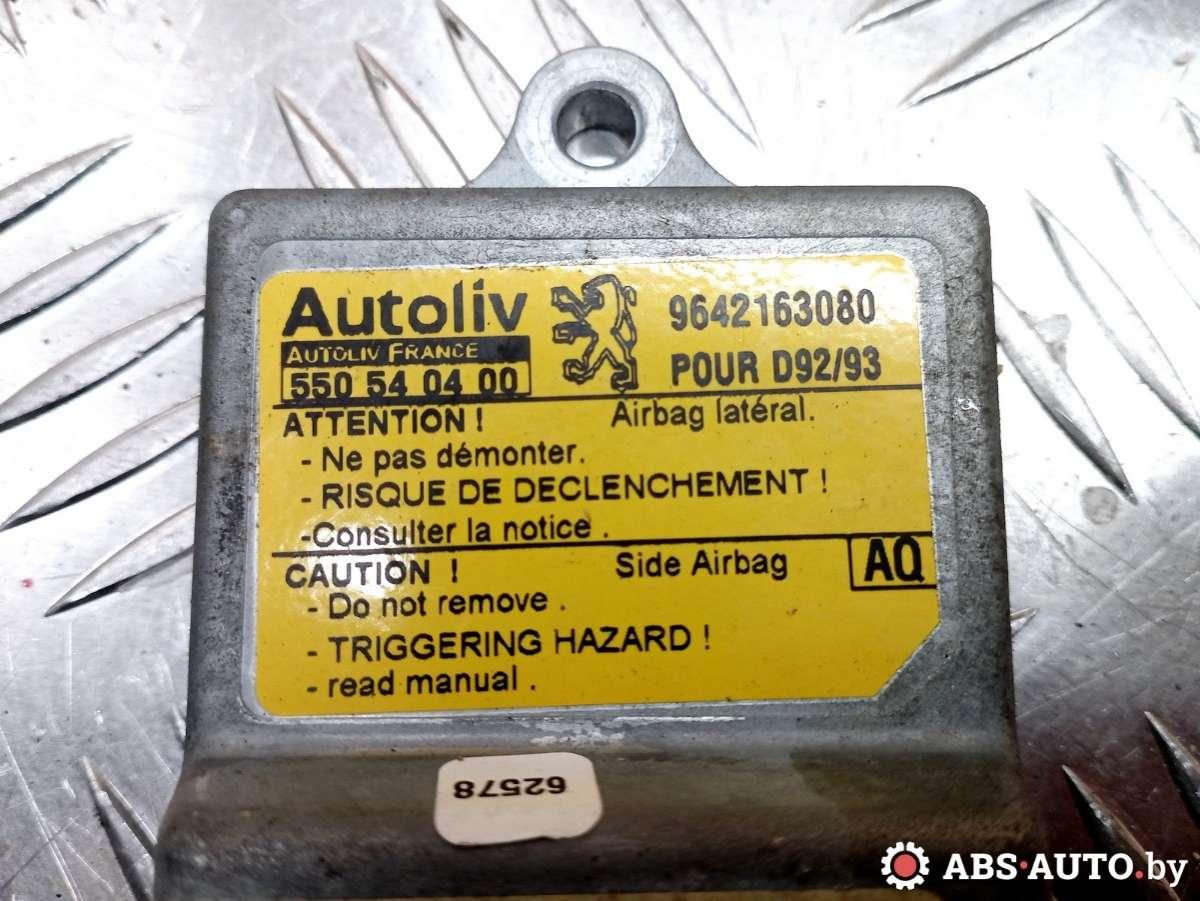 Autoliv
AUTOLIV FRANCE
550 54 04 00
9642163080
POUR D92/93
ATTENTION ! Airbag latéral.
- Ne pas démonter.
- RISQUE DE DECLENCHEMENT !
-Consulter la notice .
CAUTION ! Side Airbag AQ
- Do not remove .
- TRIGGERING HAZARD !
- read manual .
62578
ABS-AUTO.by